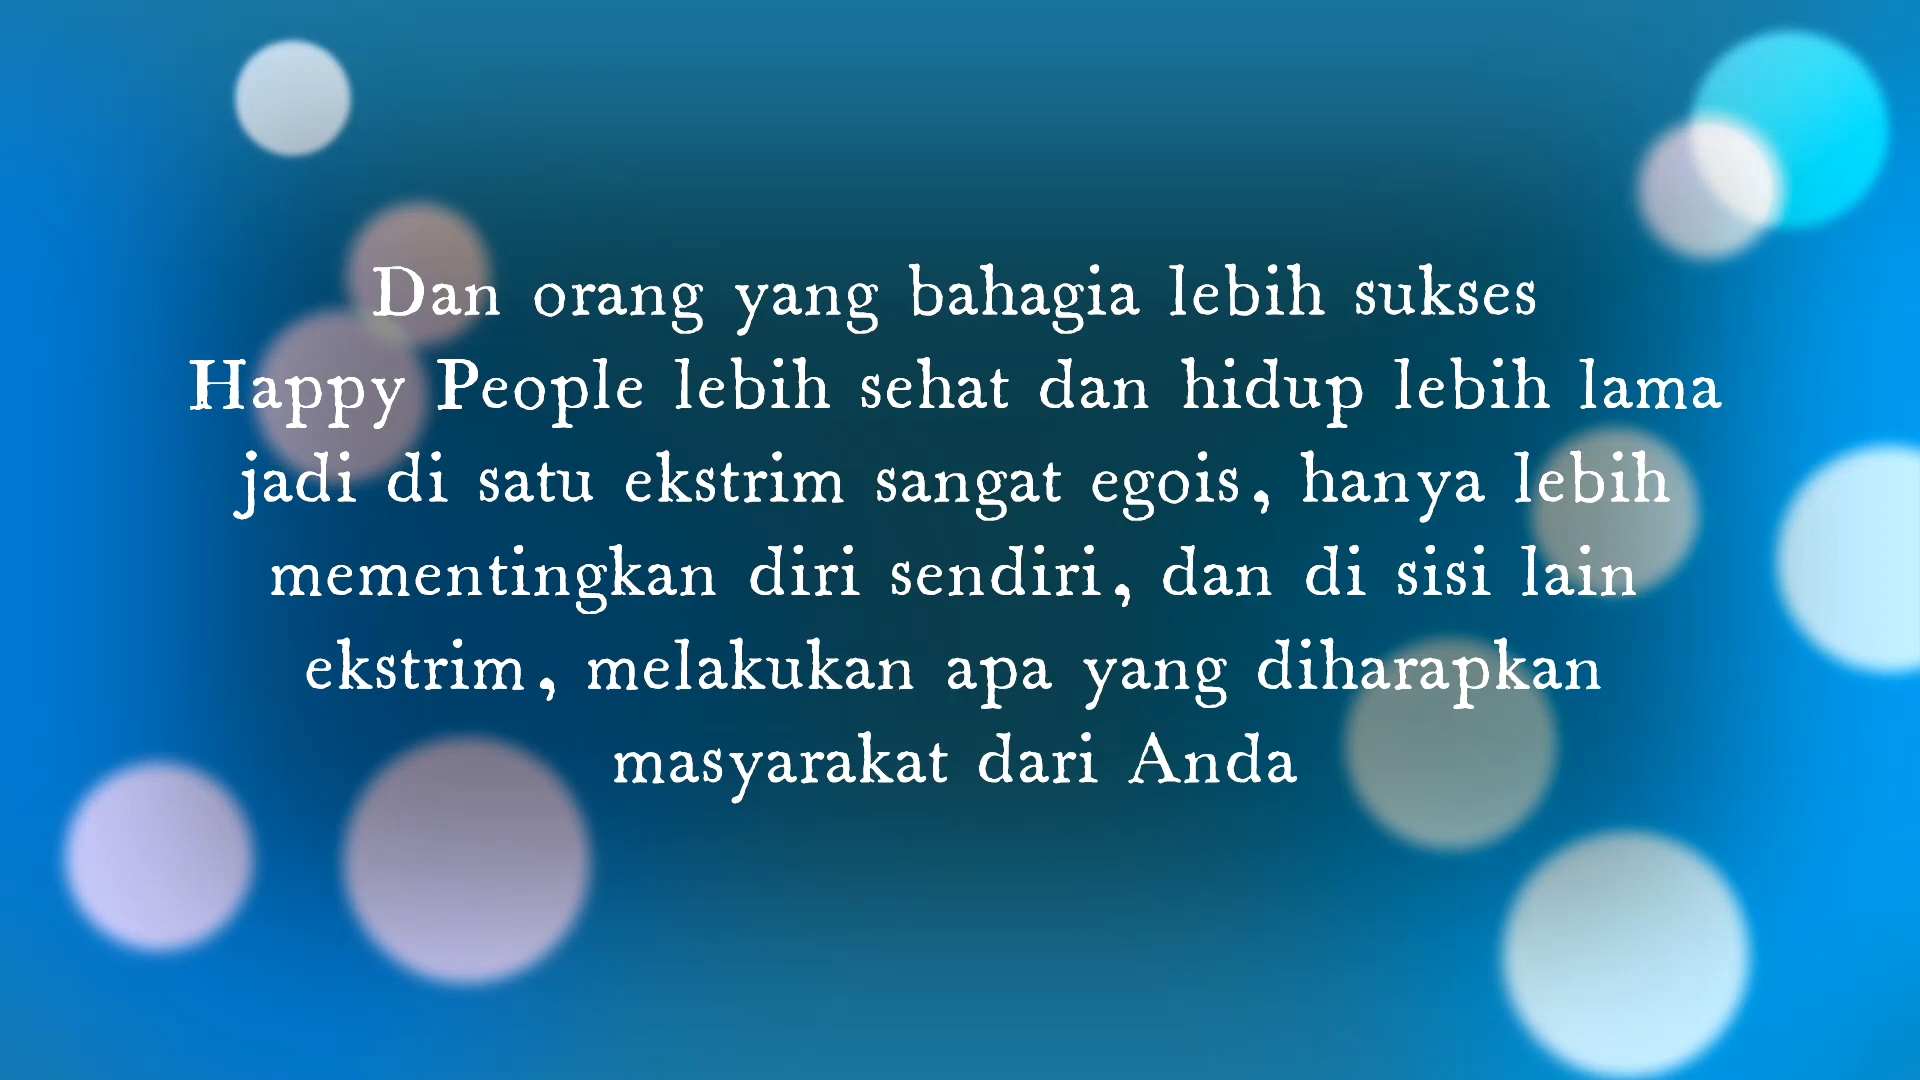 Dan orang yang bahagia lebih sukses
Happy People lebih sehat dan hidup lebih lama
jadi di satu ekstrim sangat egois, hanya lebih
mementingkan diri sendiri, dan di sisi lain
ekstrim, melakukan apa yang diharapkan
masyarakat dari Anda